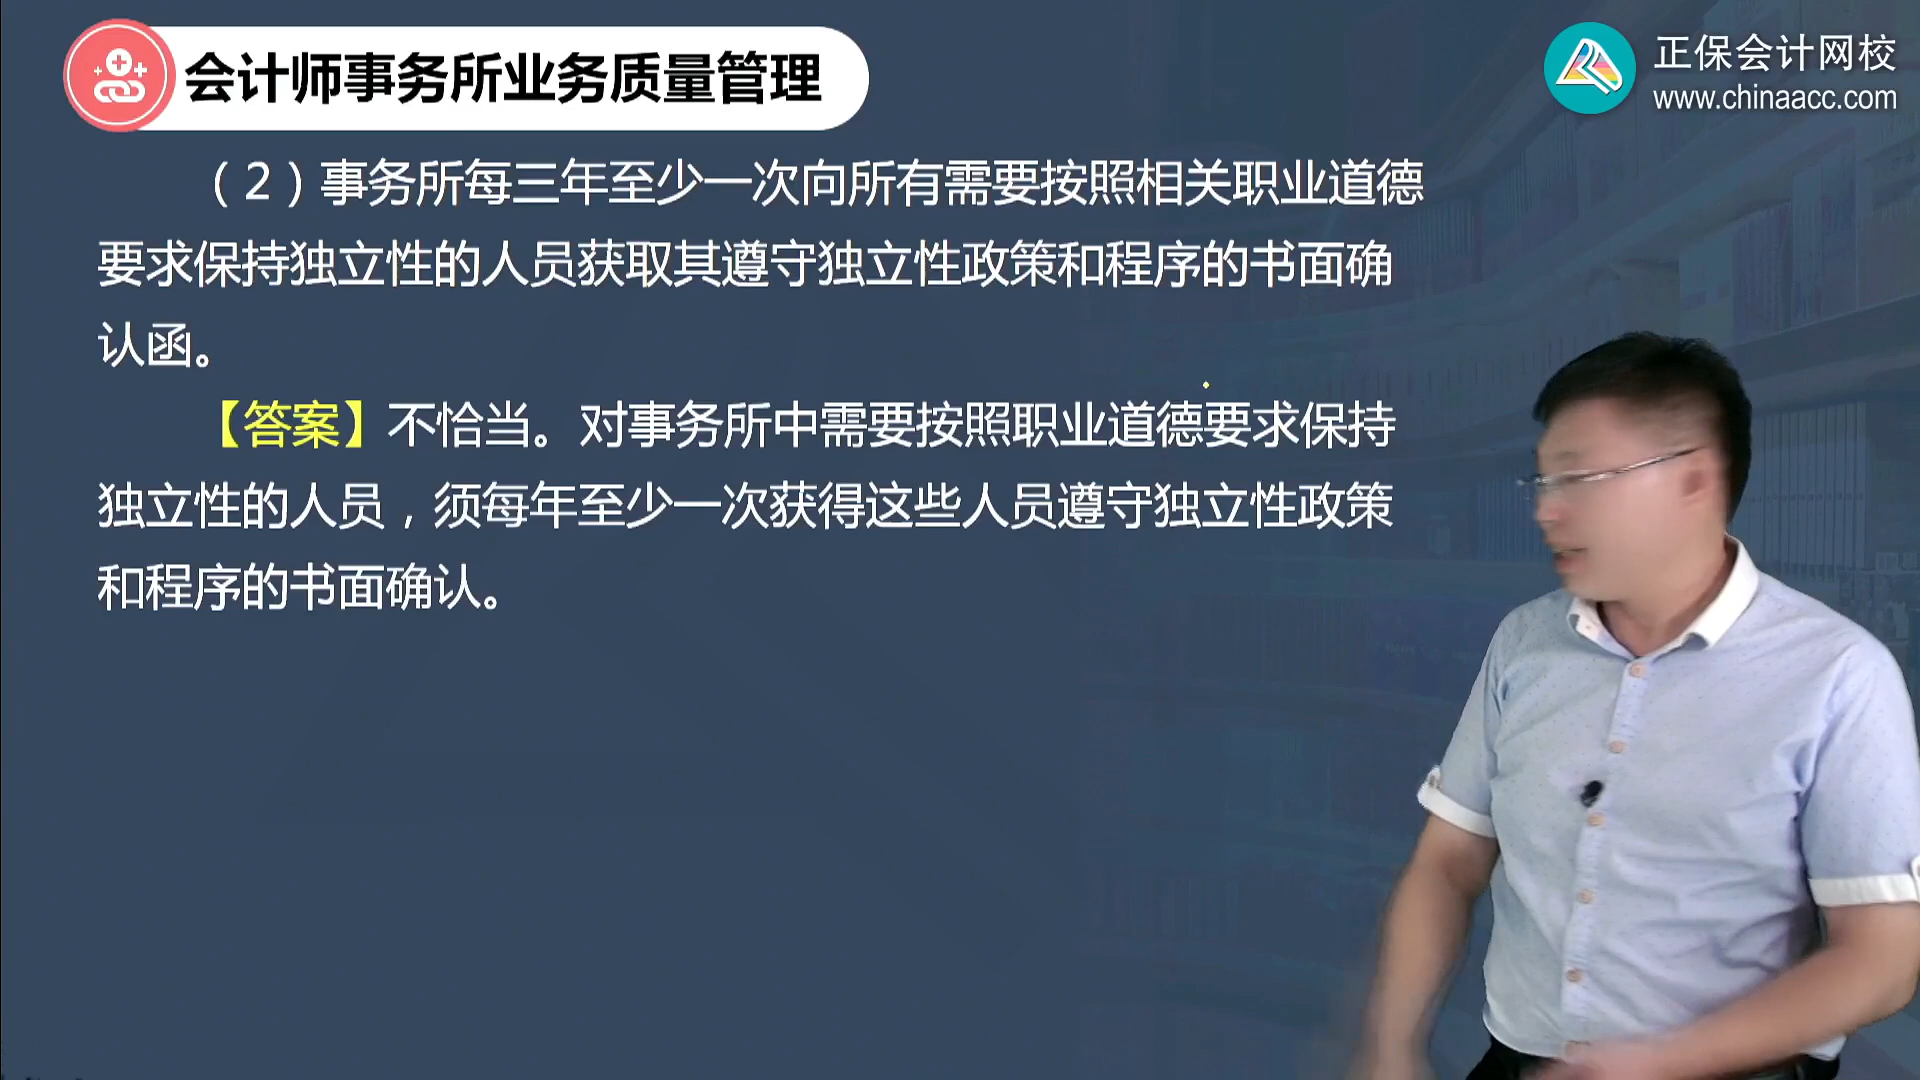 会计师事务所业务质量管理
正保会计网校
www.chinaacc.com
（2）事务所每三年至少一次向所有需要按照相关职业道德
要求保持独立性的人员获取其遵守独立性政策和程序的书面确
认函。
【答案】不恰当。对事务所中需要按照职业道德要求保持
独立性的人员，须每年至少一次获得这些人员遵守独立性政策
和程序的书面确认。